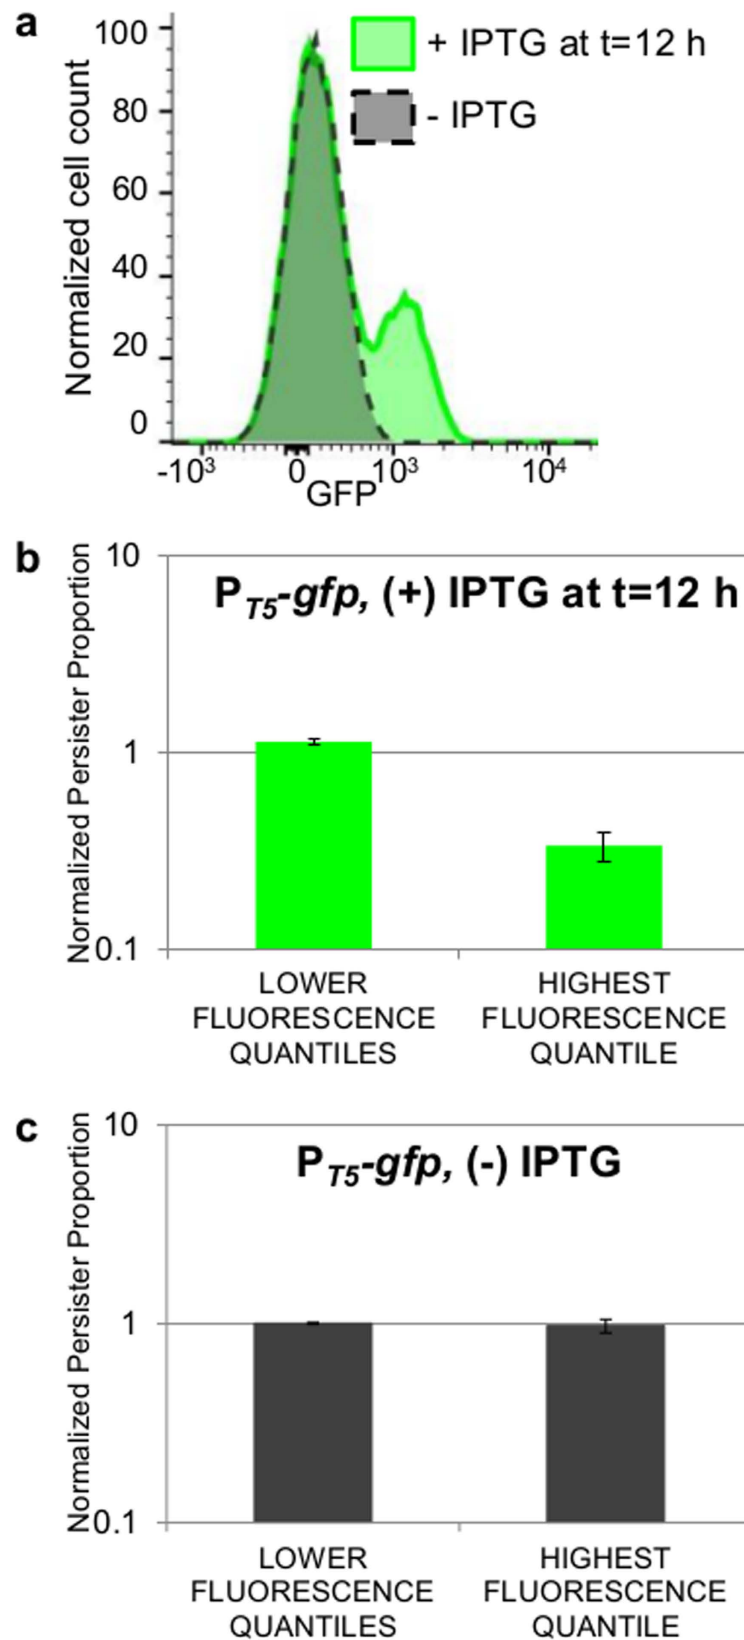 a
Normalized cell count
100
80
60
40
20
0
+ IPTG at t=12 h
- IPTG
-10³
0
10³
10⁴
GFP
b
Normalized Persister Proportion
10
1
0.1
P_T5-gfp, (+) IPTG at t=12 h
LOWER
FLUORESCENCE
QUANTILES
HIGHEST
FLUORESCENCE
QUANTILE
c
Normalized Persister Proportion
10
1
0.1
P_T5-gfp, (-) IPTG
LOWER
FLUORESCENCE
QUANTILES
HIGHEST
FLUORESCENCE
QUANTILE